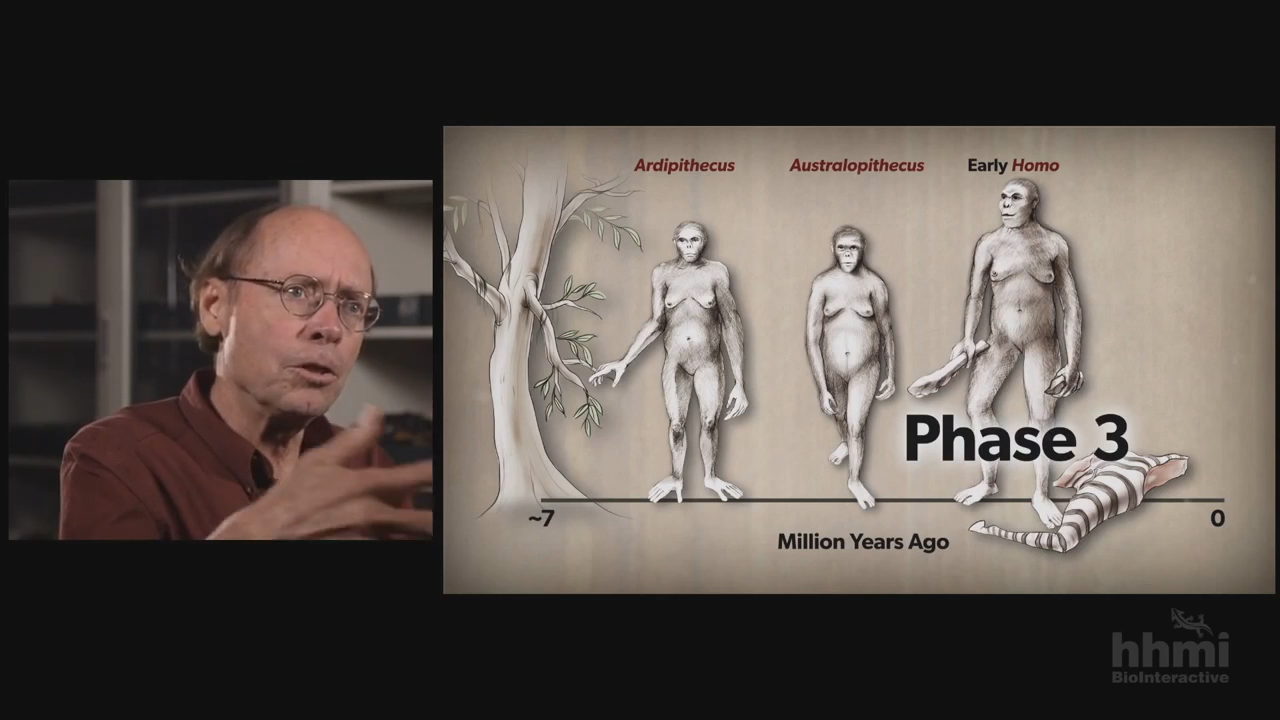 Ardipithecus
Australopithecus
Early Homo
Phase 3
~7
0
Million Years Ago
hhmi
BioInteractive